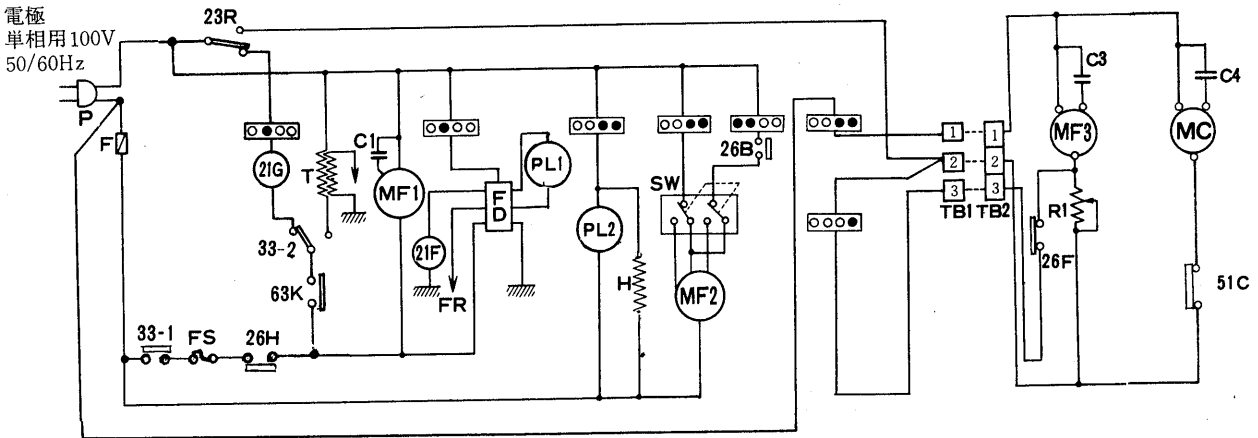 電極
単相用100V
50/60Hz
P
F
23R
21G
T
33-2
63K
33-1
FS
26H
C1
MF1
21F
FR
FD
PL1
PL2
H
SW
26B
MF2
1
2
3
TB1
1
2
3
TB2
C3
MF3
R1
26F
C4
MC
51C